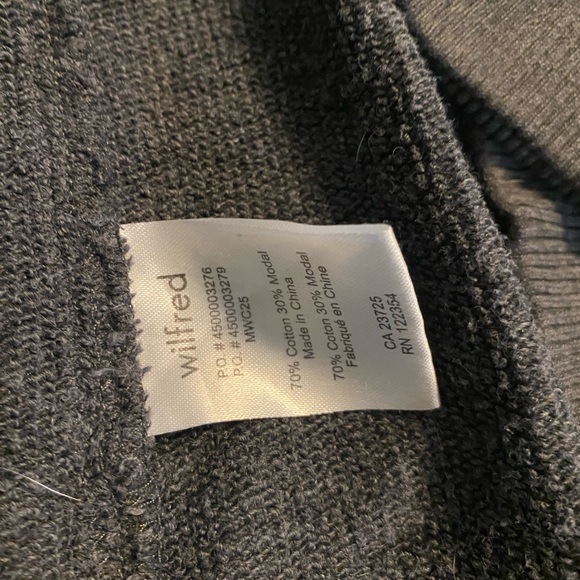 wilfred
P.O.# 4500003276
P.O. # 4500003279
MWC25
70% Cotton 30% Modal
Made in China
70% Coton 30% Modal
Fabriqué en Chine
CA 23725
RN 122354